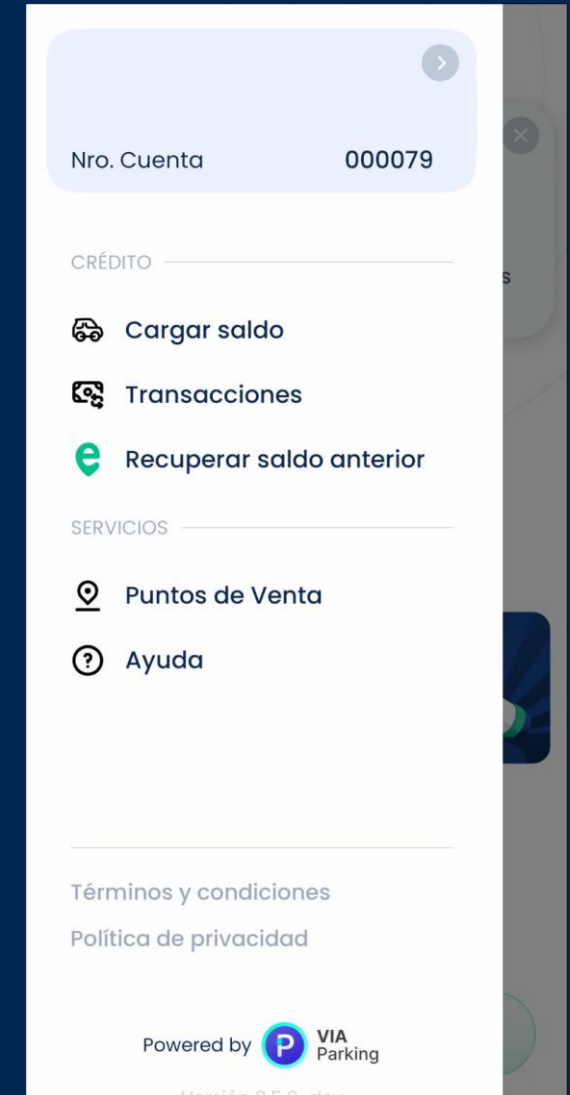 Nro. Cuenta 000079
CRÉDITO
Cargar saldo
Transacciones
e Recuperar saldo anterior
SERVICIOS
Puntos de Venta
? Ayuda
Términos y condiciones
Política de privacidad
Powered by P VIA
Parking